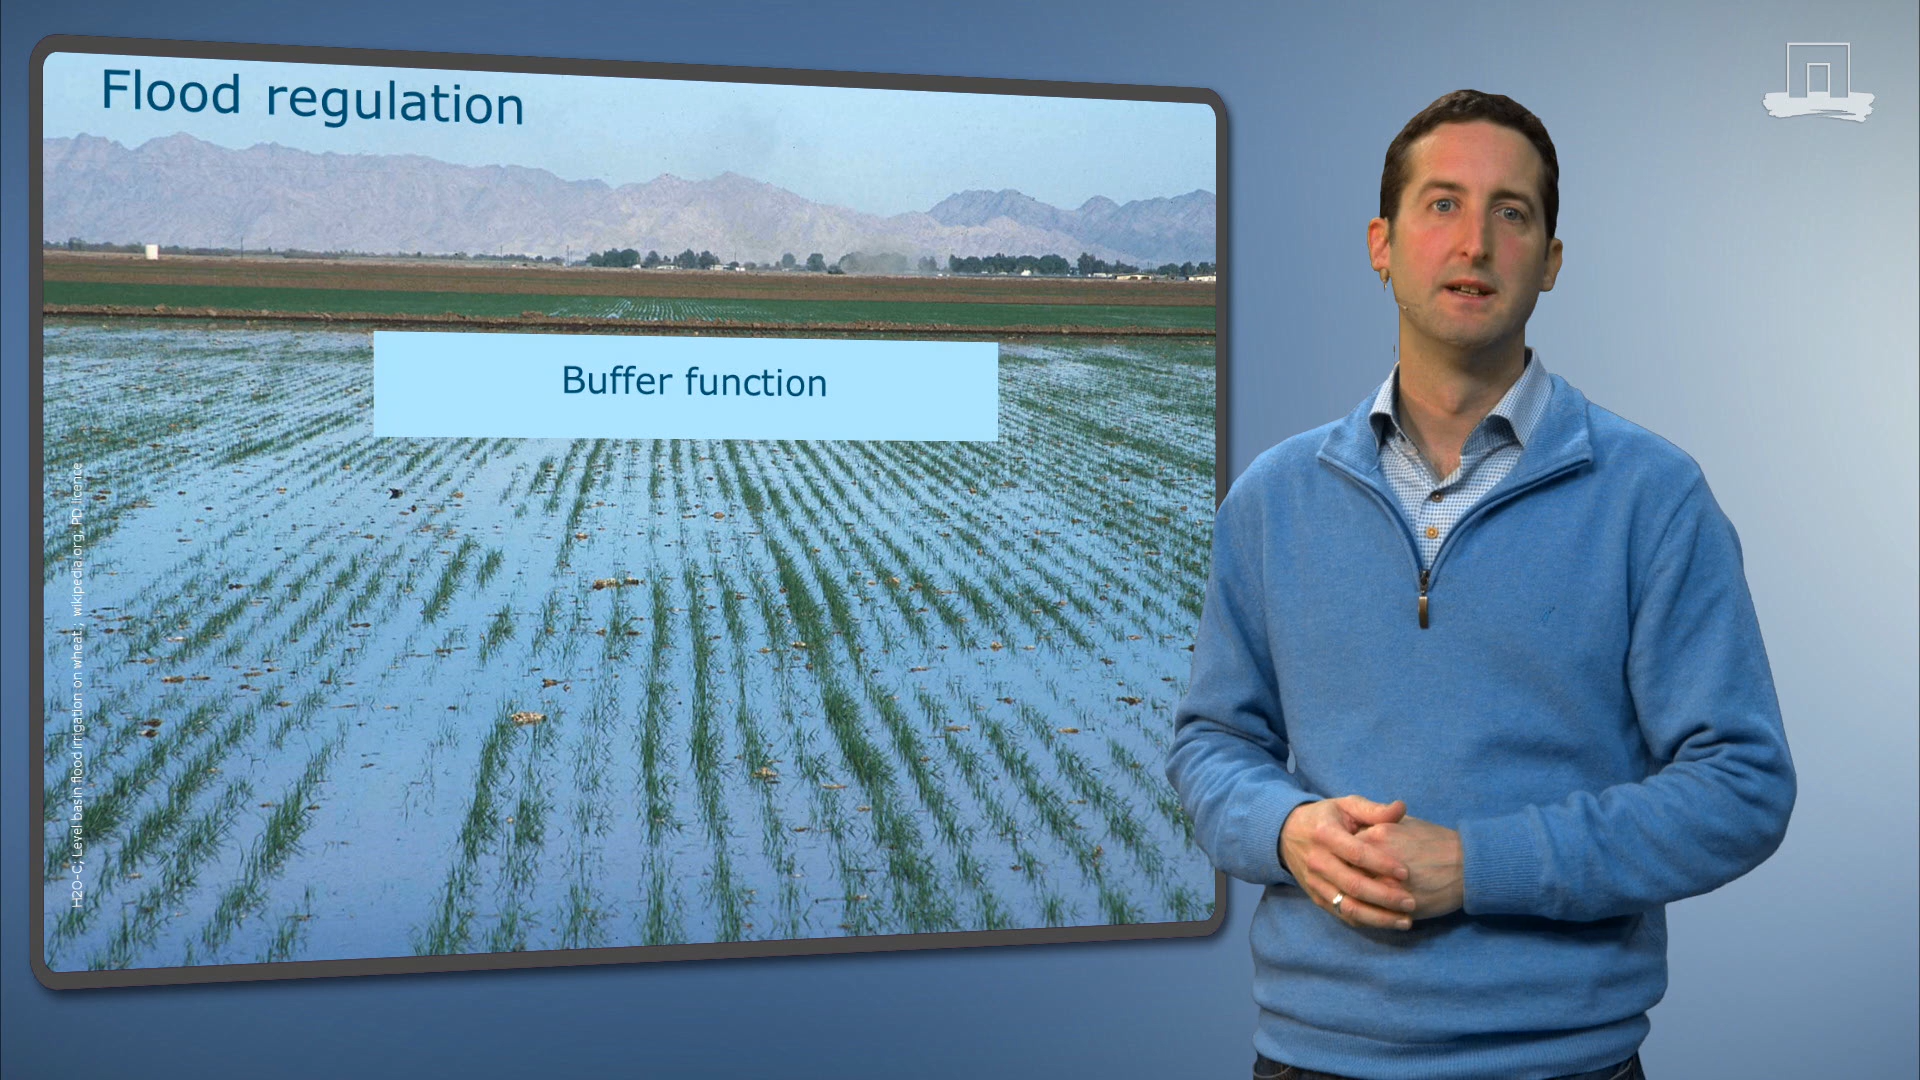 Flood regulation
Buffer function
H2O-C; Level basin flood irrigation on wheat.; wikipedia.org; PD licence